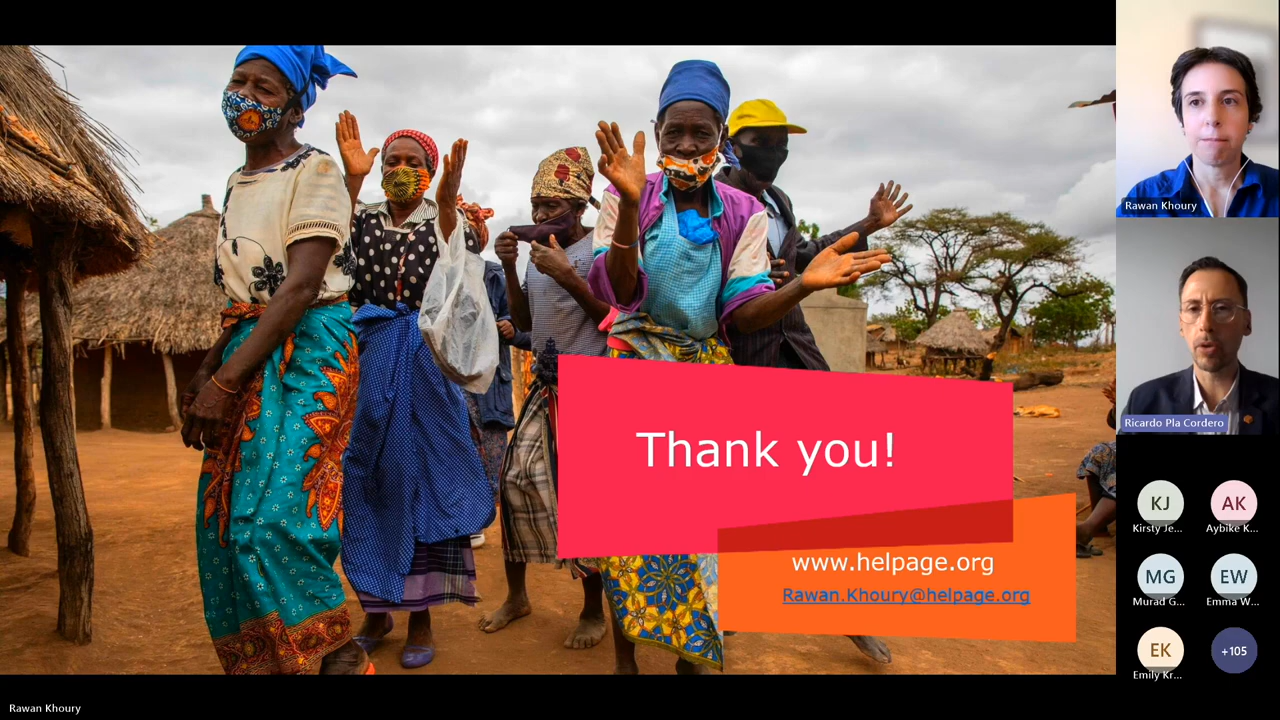 Thank you!
www.helpage.org
Rawan.Khoury@helpage.org
Rawan Khoury
Rawan Khoury
Ricardo Pla Cordero
KJ
AK
Kirsty Je...
Aybike K...
MG
EW
Murad G...
Emma W...
EK
+105
Emily Kr...